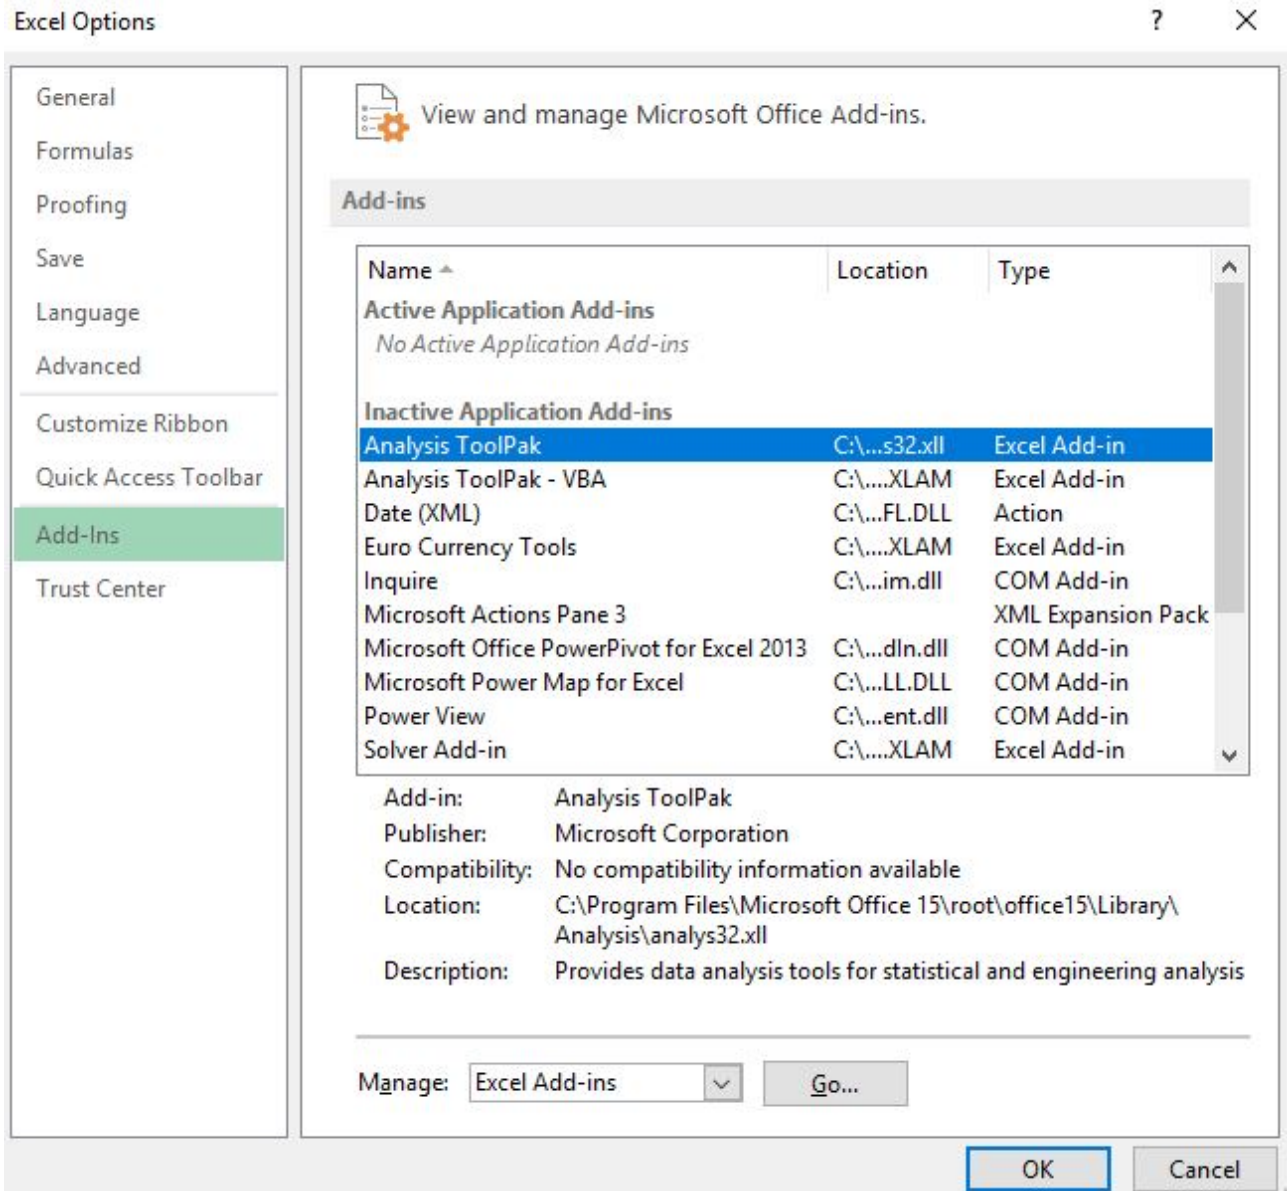 Excel Options ?
General
Formulas
Proofing
Save
Language
Advanced
Customize Ribbon
Quick Access Toolbar
Add-Ins
Trust Center
View and manage Microsoft Office Add-ins.
Add-ins
Name Location Type
Active Application Add-ins
No Active Application Add-ins
Inactive Application Add-ins
Analysis ToolPak C:\...s32.xll Excel Add-in
Analysis ToolPak - VBA C:\....XLAM Excel Add-in
Date (XML) C:\...FL.DLL Action
Euro Currency Tools C:\....XLAM Excel Add-in
Inquire C:\...im.dll COM Add-in
Microsoft Actions Pane 3 XML Expansion Pack
Microsoft Office PowerPivot for Excel 2013 C:\...dln.dll COM Add-in
Microsoft Power Map for Excel C:\...LL.DLL COM Add-in
Power View C:\...ent.dll COM Add-in
Solver Add-in C:\....XLAM Excel Add-in
Add-in: Analysis ToolPak
Publisher: Microsoft Corporation
Compatibility: No compatibility information available
Location: C:\Program Files\Microsoft Office 15\root\office15\Library\
Analysis\analys32.xll
Description: Provides data analysis tools for statistical and engineering analysis
Manage: Excel Add-ins Go...
OK Cancel